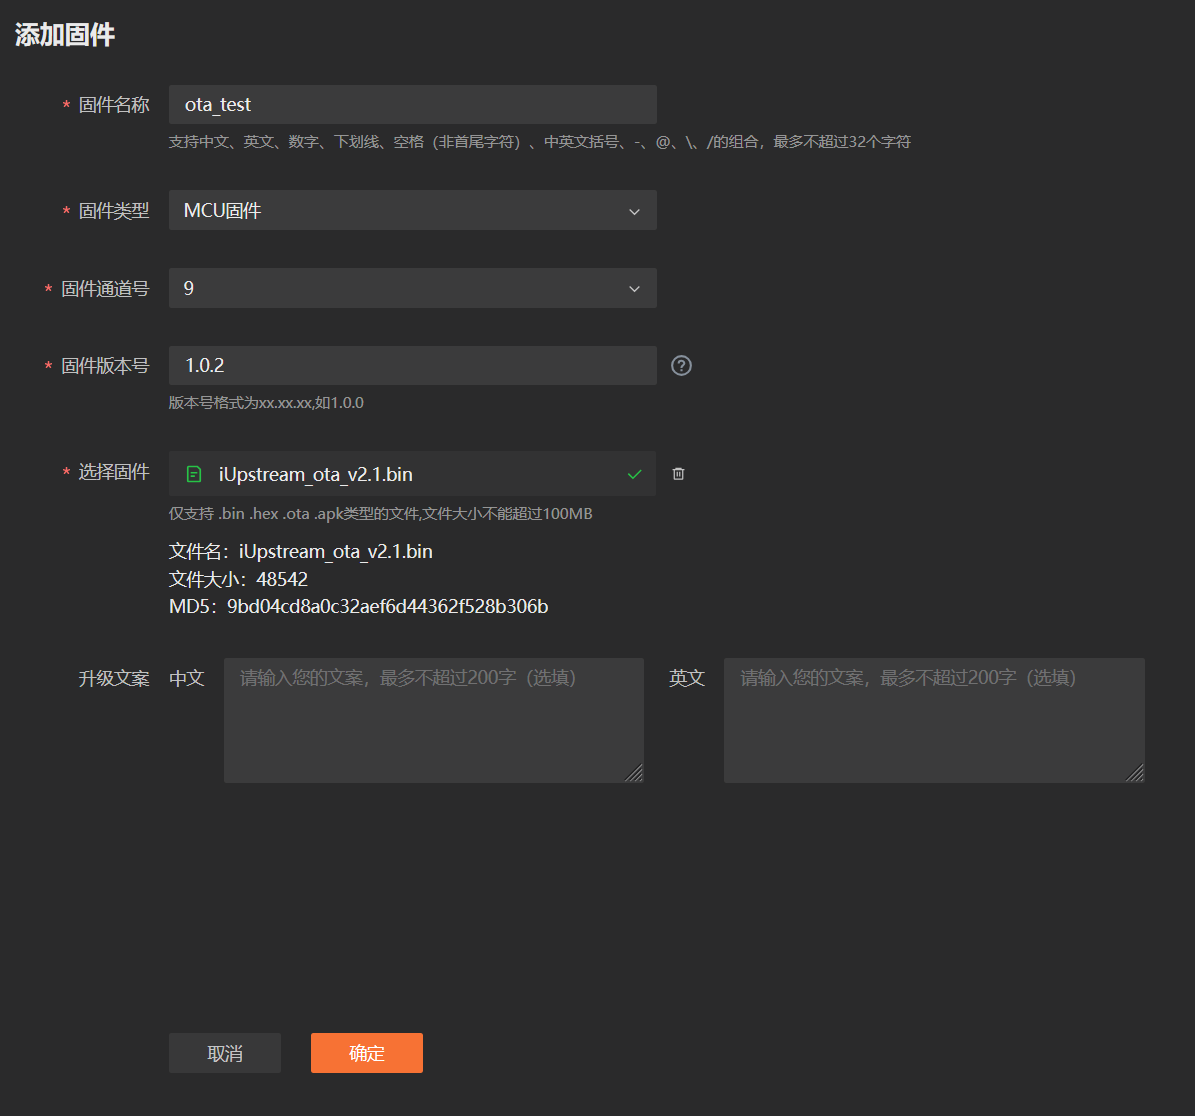 添加固件
* 固件名称 ota_test
支持中文、英文、数字、下划线、空格（非首尾字符）、中英文括号、-、@、\、/的组合，最多不超过32个字符
* 固件类型 MCU固件
* 固件通道号 9
* 固件版本号 1.0.2
版本号格式为xx.xx.xx,如1.0.0
* 选择固件 iUpstream_ota_v2.1.bin
仅支持 .bin .hex .ota .apk类型的文件,文件大小不能超过100MB
文件名：iUpstream_ota_v2.1.bin
文件大小：48542
MD5：9bd04cd8a0c32aef6d44362f528b306b
升级文案 中文 请输入您的文案，最多不超过200字（选填） 英文 请输入您的文案，最多不超过200字（选填）
取消 确定